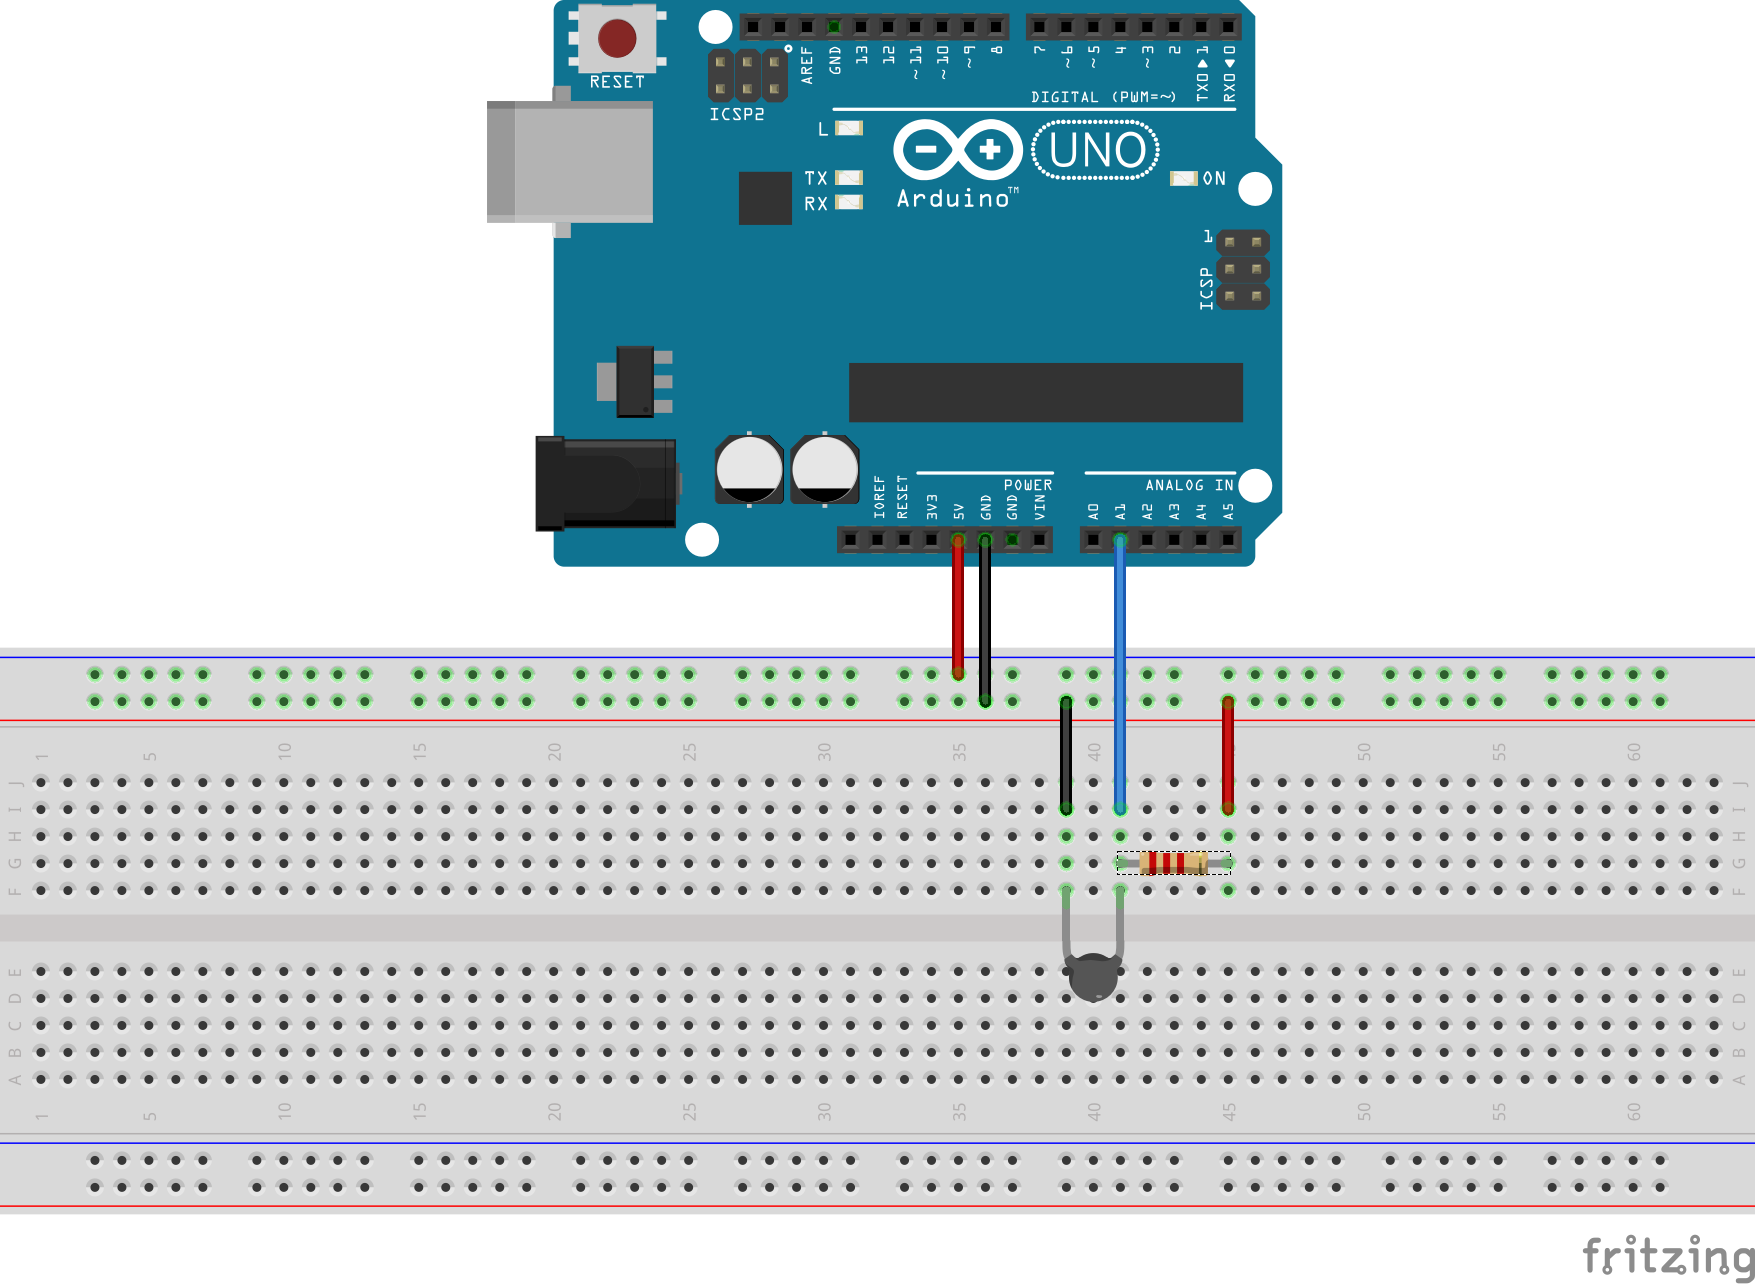 RESET
ICSP2
AREF
GND
13
12
~11
~10
~9
8
7
~6
~5
4
~3
2
TX0 ▶ 1
RX0 ◀ 0
DIGITAL (PWM=~)
L
TX
RX
UNO
Arduino™
ON
1
ICSP
POWER
ANALOG IN
IOREF
RESET
3V3
5V
GND
GND
VIN
A0
A1
A2
A3
A4
A5
1 5 10 15 20 25 30 35 40 50 55 60
J J
I I
H H
G G
F F
E E
D D
C C
B B
A A
1 5 10 15 20 25 30 35 40 45 50 55 60
fritzing